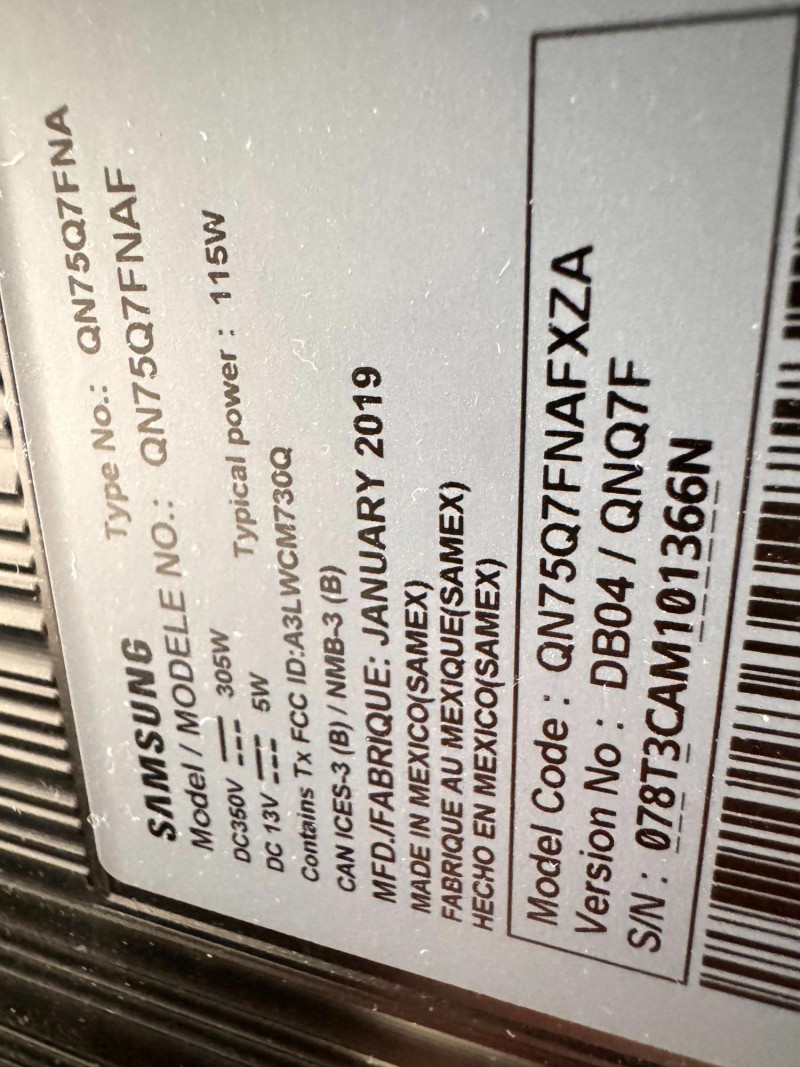 Type No.: QN75Q7FNA
SAMSUNG
Model / MODELE NO.: QN75Q7FNAF
DC350V 305W Typical power : 115W
DC 13V 5W
Contains Tx FCC ID:A3LWCM730Q
CAN ICES-3 (B) / NMB-3 (B)
MFD./FABRIQUE: JANUARY 2019
MADE IN MEXICO(SAMEX)
FABRIQUE AU MEXIQUE(SAMEX)
HECHO EN MEXICO(SAMEX)
Model Code : QN75Q7FNAFXZA
Version No : DB04 / QNQ7F
S/N : 078T3CAM101366N